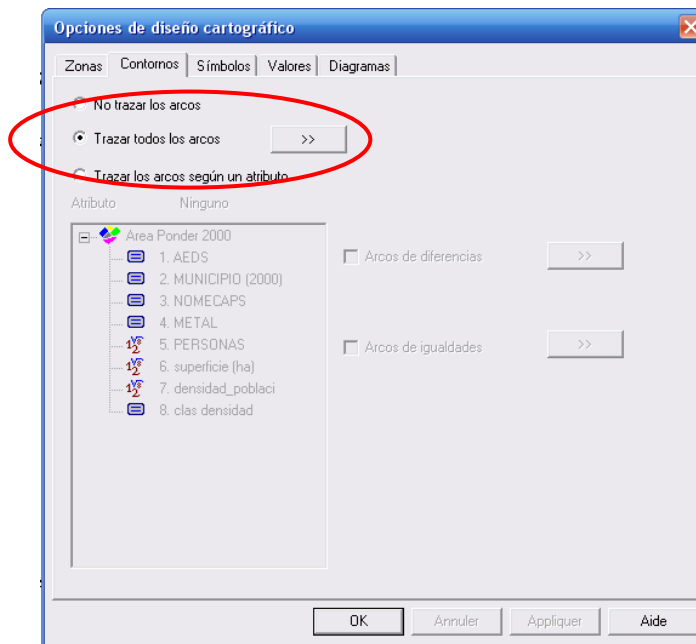 Opciones de diseño cartográfico
Zonas Contornos Símbolos Valores Diagramas
No trazar los arcos
Trazar todos los arcos >>
Trazar los arcos según un atributo
Atributo Ninguno
Area Ponder 2000
1. AEDS
2. MUNICIPIO (2000)
3. NOMECAPS
4. METAL
5. PERSONAS
6. superficie (ha)
7. densidad_poblaci
8. clas densidad
Arcos de diferencias >>
Arcos de igualdades >>
OK Annuler Appliquer Aide